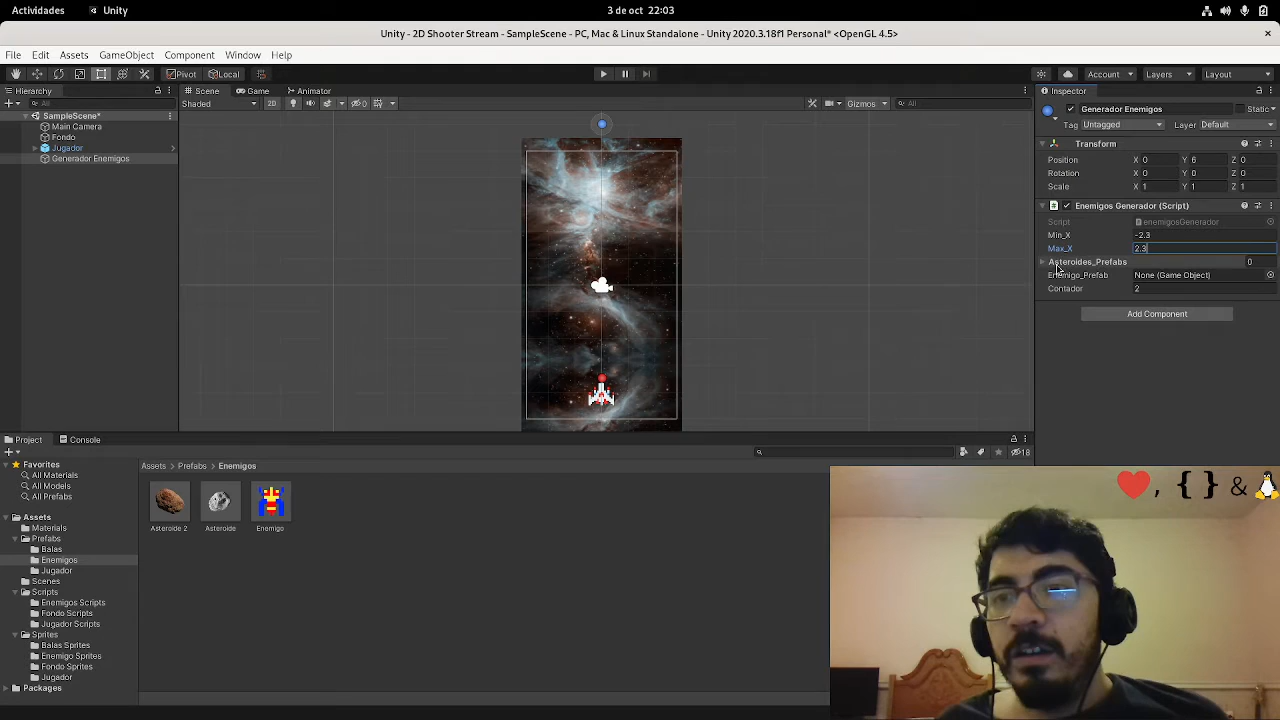 Actividades
Unity
3 de oct 22:03
Unity - 2D Shooter Stream - SampleScene - PC, Mac & Linux Standalone - Unity 2020.3.18f1 Personal* <OpenGL 4.5>
File Edit Assets GameObject Component Window Help
Pivot Local Account Layers Layout
Hierarchy
Scene Game Animator
Inspector
All
Shaded 2D 0 Gizmos All
SampleScene*
Main Camera
Fondo
Jugador
Generador Enemigos
Generador Enemigos Static
Tag Untagged Layer Default
Transform
Position X 0 Y 6 Z 0
Rotation X 0 Y 0 Z 0
Scale X 1 Y 1 Z 1
Enemigos Generador (Script)
Script enemigosGenerador
Min_X -2.3
Max_X 2.3
Asteroides_Prefabs 0
Enemigo_Prefab None (Game Object)
Contador 2
Add Component
Project Console
18
Favorites
All Materials
All Models
All Prefabs
Assets
Materials
Prefabs
Balas
Enemigos
Jugador
Scenes
Scripts
Enemigos Scripts
Fondo Scripts
Jugador Scripts
Sprites
Balas Sprites
Enemigo Sprites
Fondo Sprites
Jugador
Packages
Assets Prefabs Enemigos
Asteroide 2 Asteroide Enemigo
, { } &